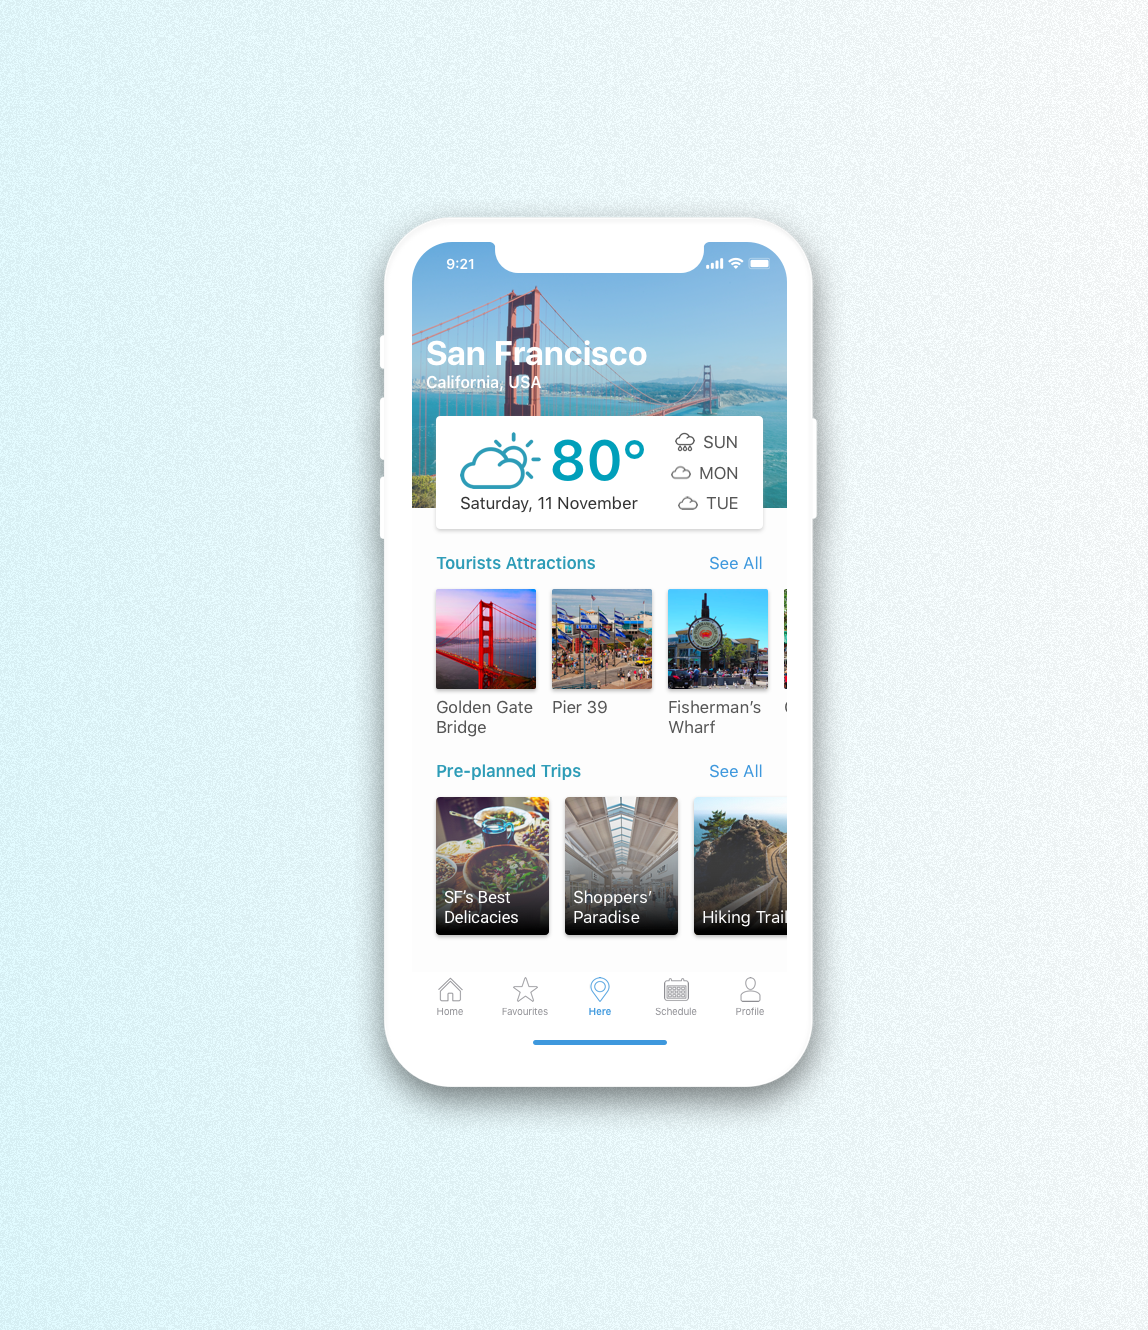 9:21
San Francisco
California, USA
80°
Saturday, 11 November
SUN
MON
TUE
Tourists Attractions
See All
PIER 39
Golden Gate
Bridge
Pier 39
Fisherman's
Wharf
Pre-planned Trips
See All
SF's Best
Delicacies
Shoppers'
Paradise
Hiking Trail
Home
Favourites
Here
Schedule
Profile